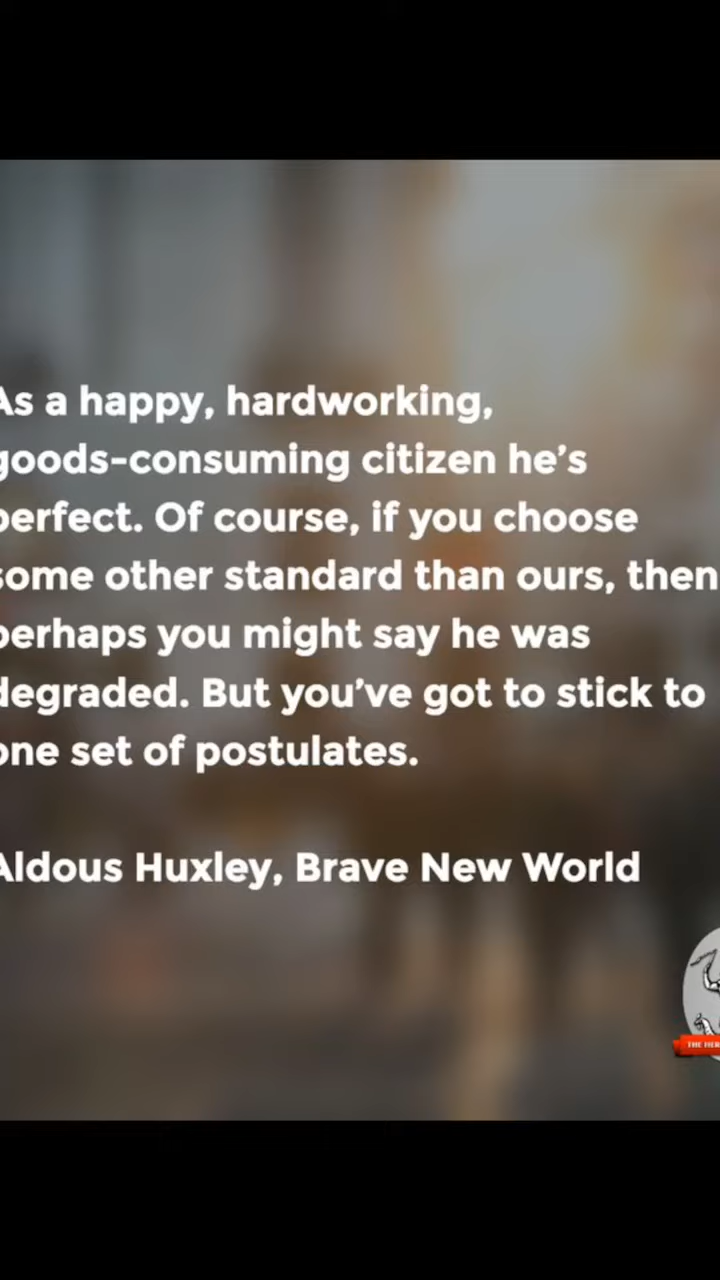 As a happy, hardworking,
goods-consuming citizen he's
perfect. Of course, if you choose
some other standard than ours, then
perhaps you might say he was
degraded. But you've got to stick to
one set of postulates.
Aldous Huxley, Brave New World
THE HER